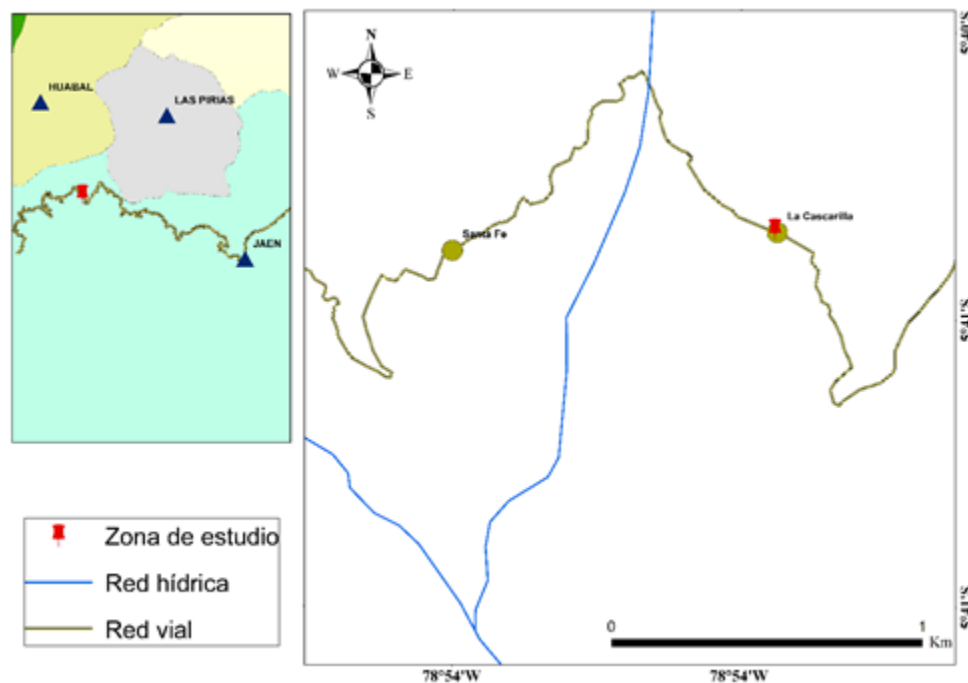 HUABAL
LAS PIRIAS
JAEN
N
W
E
S
Santa Fe
La Cascarilla
Zona de estudio
Red hídrica
Red vial
0
1
Km
78°54'W
78°54'W